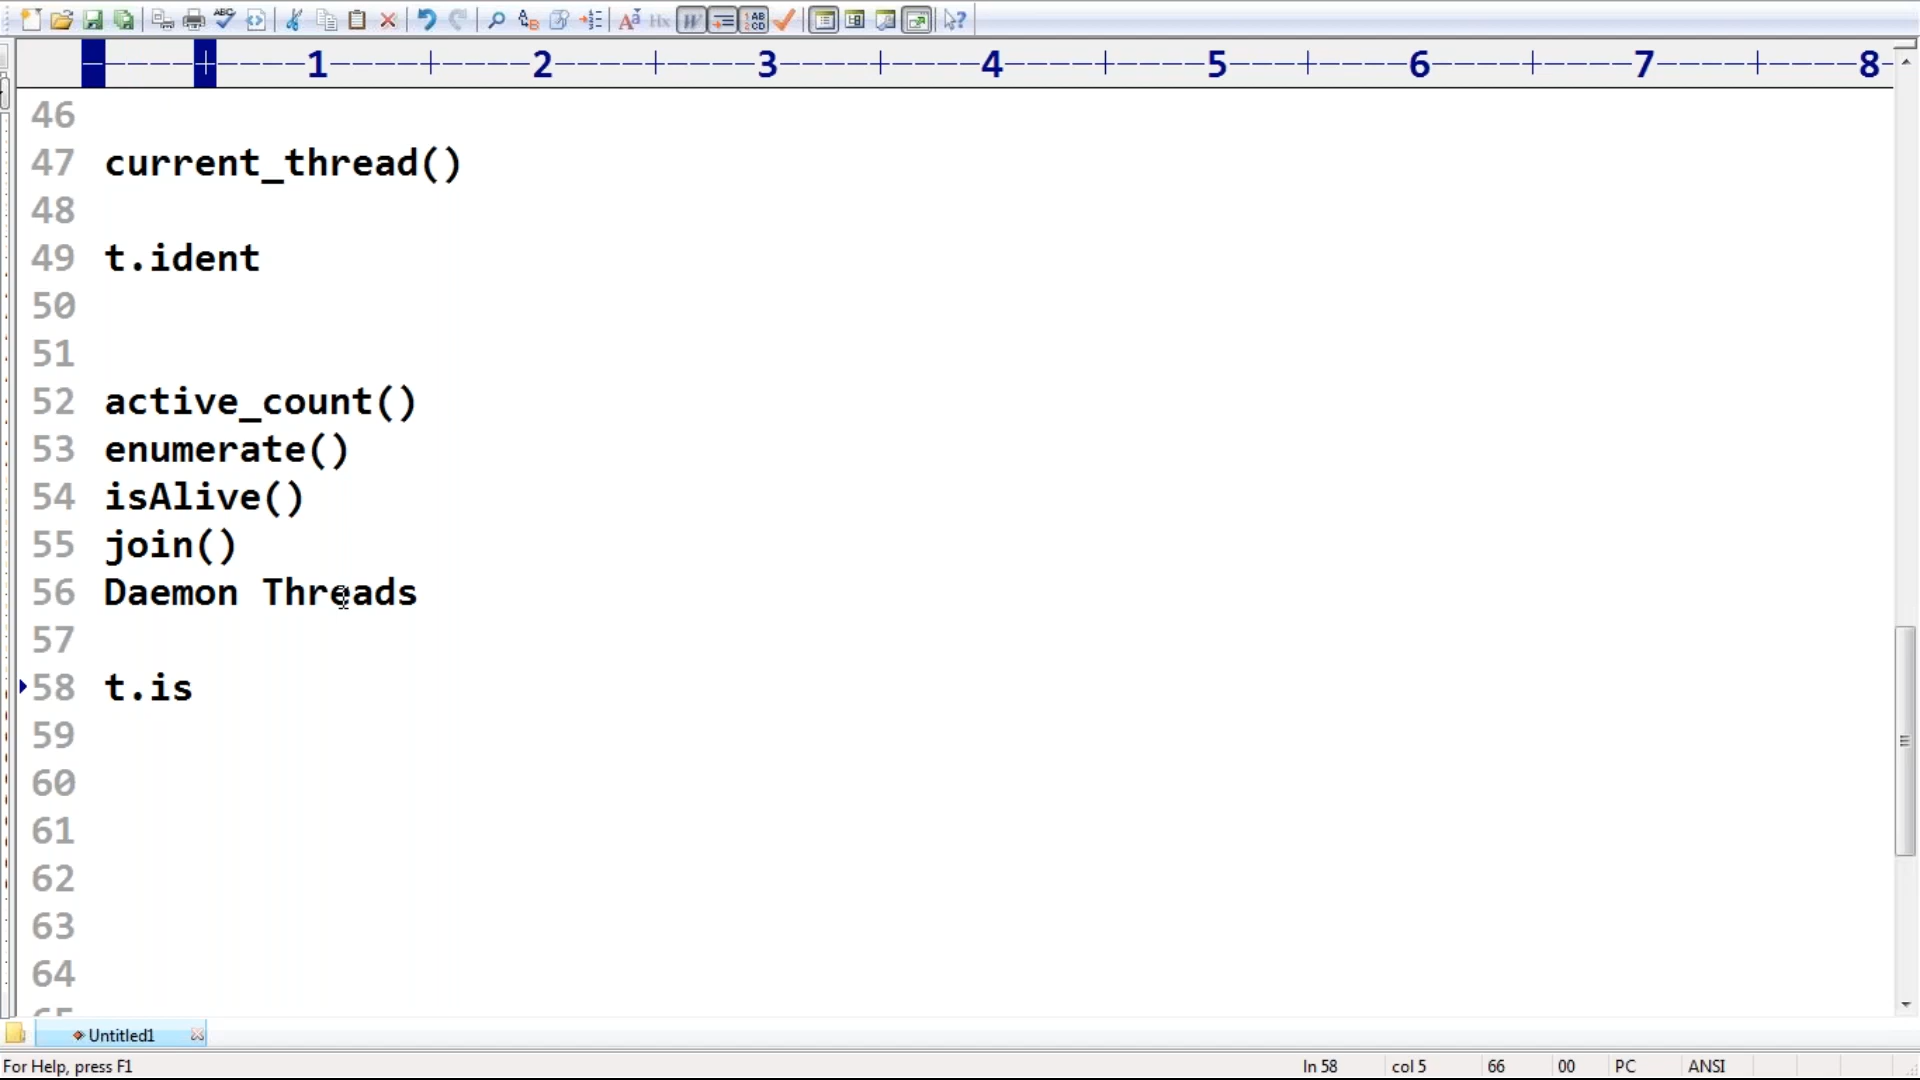 1 2 3 4 5 6 7 8
46
47 current_thread()
48
49 t.ident
50
51
52 active_count()
53 enumerate()
54 isAlive()
55 join()
56 Daemon Threads
57
58 t.is
59
60
61
62
63
64
Untitled1
For Help, press F1 ln 58 col 5 66 00 PC ANSI